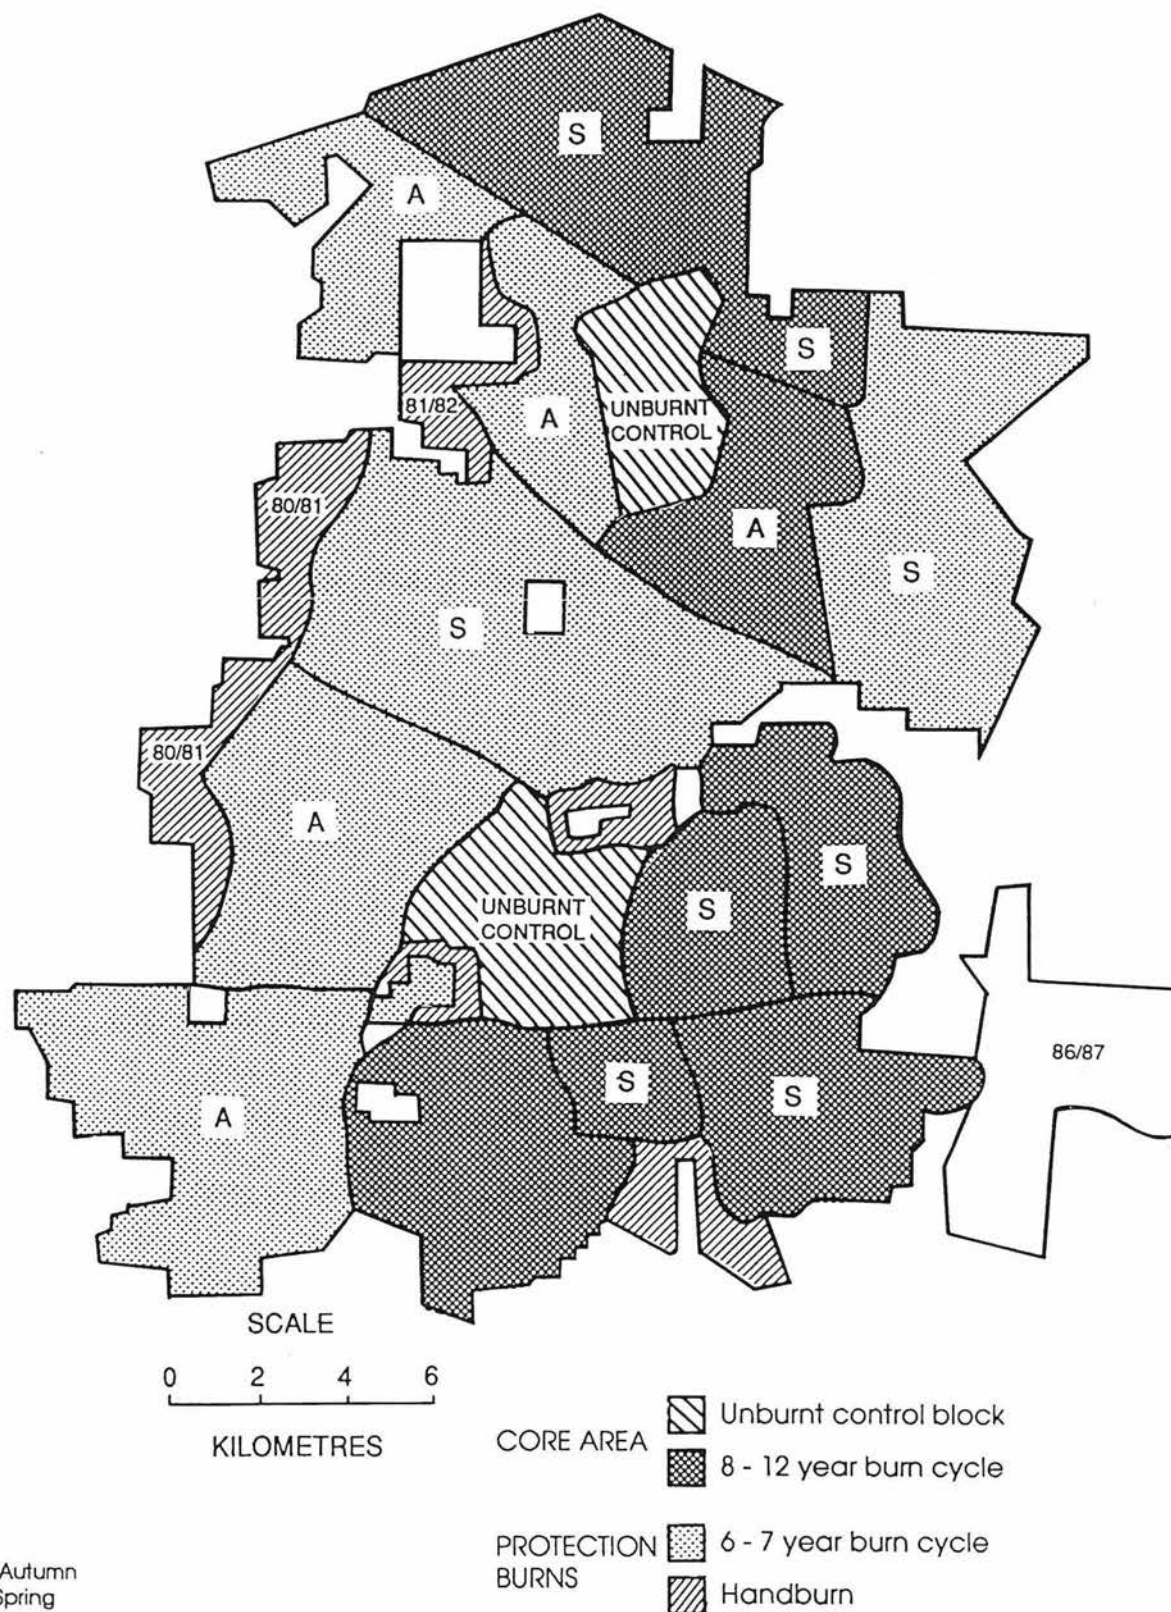 S
A
S
81/82
A
UNBURNT
CONTROL
80/81
A
S
S
80/81
A
S
UNBURNT
CONTROL
S
86/87
S
S
A
SCALE
0 2 4 6
KILOMETRES
CORE AREA
Unburnt control block
8 - 12 year burn cycle
PROTECTION
BURNS
6 - 7 year burn cycle
Handburn
Autumn
Spring